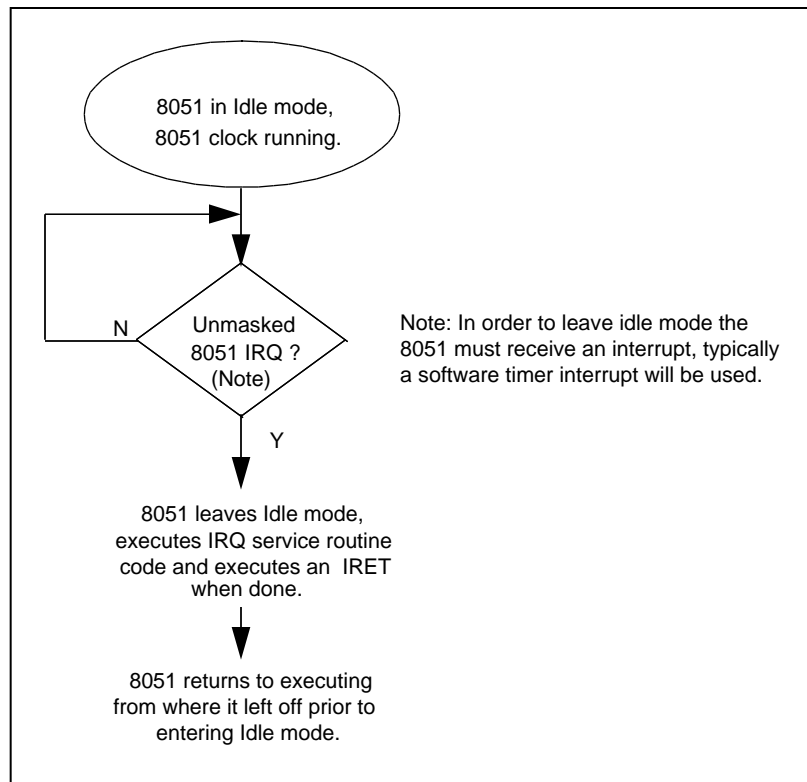 8051 in Idle mode,
8051 clock running.
N
Unmasked
8051 IRQ ?
(Note)
Note: In order to leave idle mode the
8051 must receive an interrupt, typically
a software timer interrupt will be used.
Y
8051 leaves Idle mode,
executes IRQ service routine
code and executes an IRET
when done.
8051 returns to executing
from where it left off prior to
entering Idle mode.